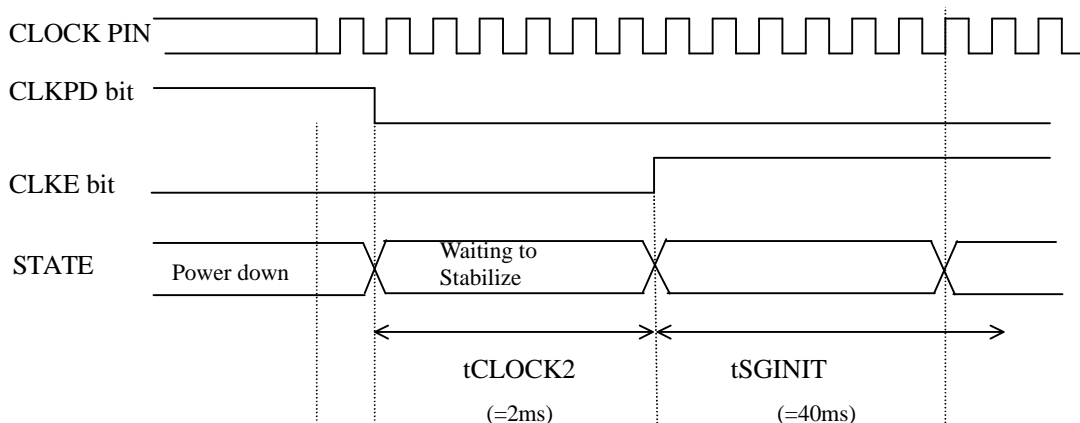 CLOCK PIN
CLKPD bit
CLKE bit
STATE
Power down
Waiting to
Stabilize
tCLOCK2
tSGINIT
(=2ms)
(=40ms)